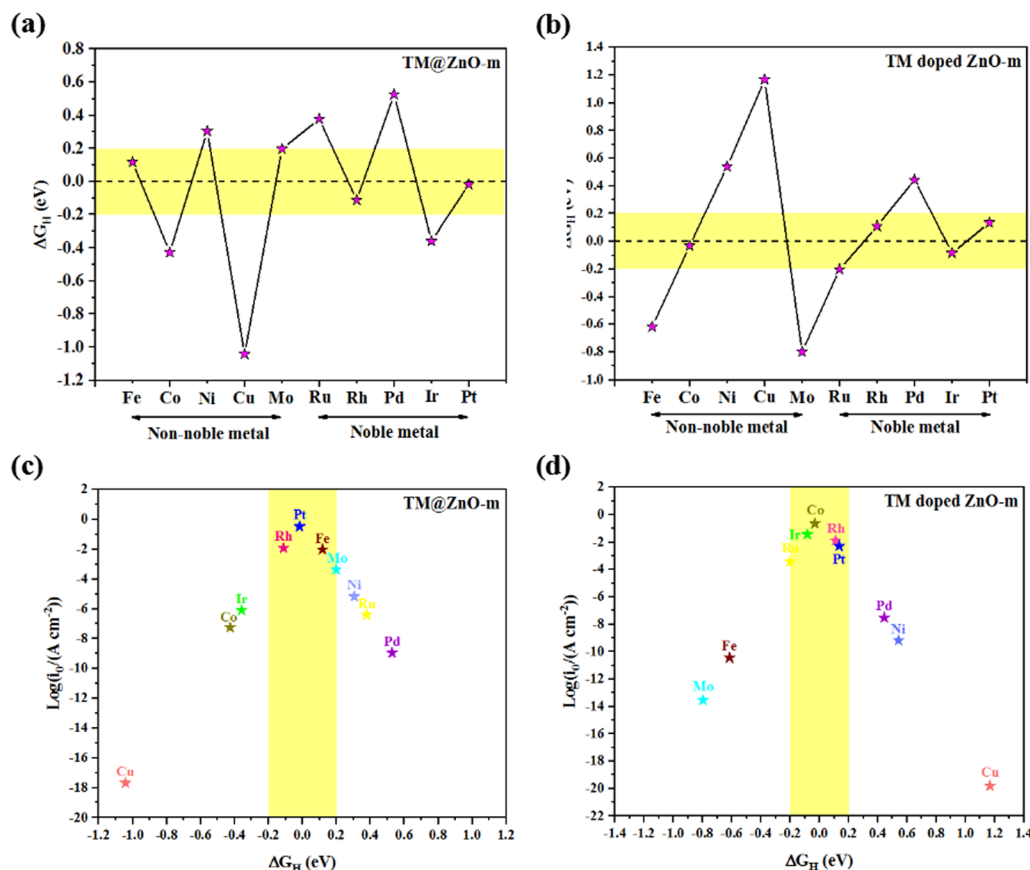 (a)
TM@ZnO-m
0.8
0.6
0.4
0.2
0.0
-0.2
-0.4
-0.6
-0.8
-1.0
-1.2
ΔG_H (eV)
Fe Co Ni Cu Mo Ru Rh Pd Ir Pt
Non-noble metal Noble metal
(b)
TM doped ZnO-m
1.4
1.2
1.0
0.8
0.6
0.4
0.2
0.0
-0.2
-0.4
-0.6
-0.8
-1.0
ΔG_H (eV)
Fe Co Ni Cu Mo Ru Rh Pd Ir Pt
Non-noble metal Noble metal
(c)
TM@ZnO-m
2
0
-2
-4
-6
-8
-10
-12
-14
-16
-18
-20
Log(i₀/(A cm⁻²))
Pt
Rh
Fe
Mo
Ni
Ir
Ru
Co
Pd
Cu
-1.2 -1.0 -0.8 -0.6 -0.4 -0.2 0.0 0.2 0.4 0.6 0.8 1.0 1.2
ΔG_H (eV)
(d)
TM doped ZnO-m
2
0
-2
-4
-6
-8
-10
-12
-14
-16
-18
-20
-22
Log(i₀/(A cm⁻²))
Co
Ir
Rh
Ru
Pt
Pd
Ni
Fe
Mo
Cu
-1.0 -0.8 -0.6 -0.4 -0.2 0.0 0.2 0.4 0.6 0.8 1.0 1.2 1.4
ΔG_H (eV)